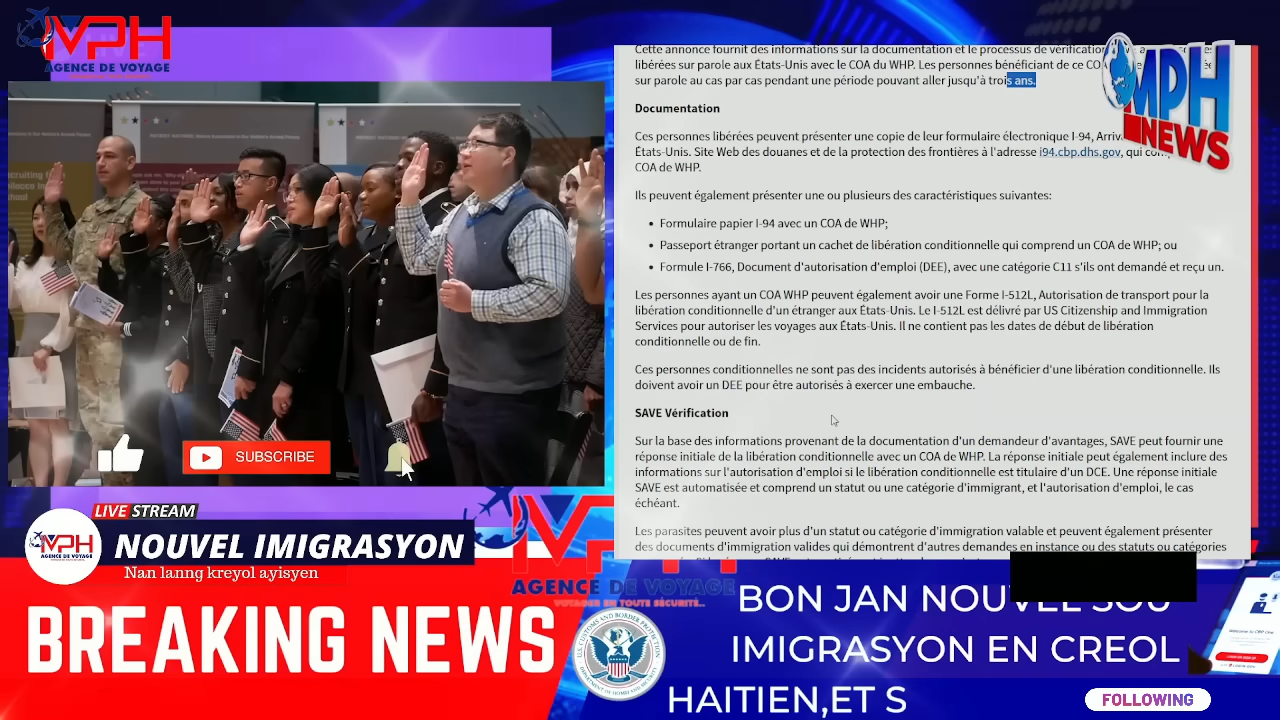 MPH
AGENCE DE VOYAGE
Cette annonce fournit des informations sur la documentation et le processus de vérification
libérées sur parole aux États-Unis avec le COA du WHP. Les personnes bénéficiant de ce
sur parole au cas par cas pendant une période pouvant aller jusqu'à trois ans.
MPH
NEWS
Documentation
Ces personnes libérées peuvent présenter une copie de leur formulaire électronique I-94,
États-Unis. Site Web des douanes et de la protection des frontières à l'adresse i94.cbp.dhs.gov, qui
COA de WHP.
Ils peuvent également présenter une ou plusieurs des caractéristiques suivantes:
• Formulaire papier I-94 avec un COA de WHP;
• Passeport étranger portant un cachet de libération conditionnelle qui comprend un COA de WHP; ou
• Formule I-766, Document d'autorisation d'emploi (DEE), avec une catégorie C11 s'ils ont demandé et reçu un.
Les personnes ayant un COA WHP peuvent également avoir une Forme I-512L, Autorisation de transport pour la
libération conditionnelle d'un étranger aux États-Unis. Le I-512L est délivré par US Citizenship and Immigration
Services pour autoriser les voyages aux États-Unis. Il ne contient pas les dates de début de libération
conditionnelle ou de fin.
Ces personnes conditionnelles ne sont pas des incidents autorisés à bénéficier d'une libération conditionnelle. Ils
doivent avoir un DEE pour être autorisés à exercer une embauche.
SAVE Vérification
Sur la base des informations provenant de la documentation d'un demandeur d'avantages, SAVE peut fournir une
réponse initiale de la libération conditionnelle avec un COA de WHP. La réponse initiale peut également inclure des
informations sur l'autorisation d'emploi si le libération conditionnelle est titulaire d'un DCE. Une réponse initiale
SAVE est automatisée et comprend un statut ou une catégorie d'immigrant, et l'autorisation d'emploi, le cas
échéant.
Les parasites peuvent avoir plus d'un statut ou catégorie d'immigration valable et peuvent également présenter
des documents d'immigration valides qui démontrent d'autres demandes en instance ou des statuts ou catégories
SUBSCRIBE
LIVE STREAM
MPH
AGENCE DE VOYAGE
NOUVEL IMIGRASYON
Nan lanng kreyol ayisyen
MPH
AGENCE DE VOYAGE
VOYAGER EN TOUTE SÉCURITÉ..
BREAKING NEWS
BON JAN NOUVEL SOU
IMIGRASYON EN CREOL
HAITIEN,ET S
FOLLOWING